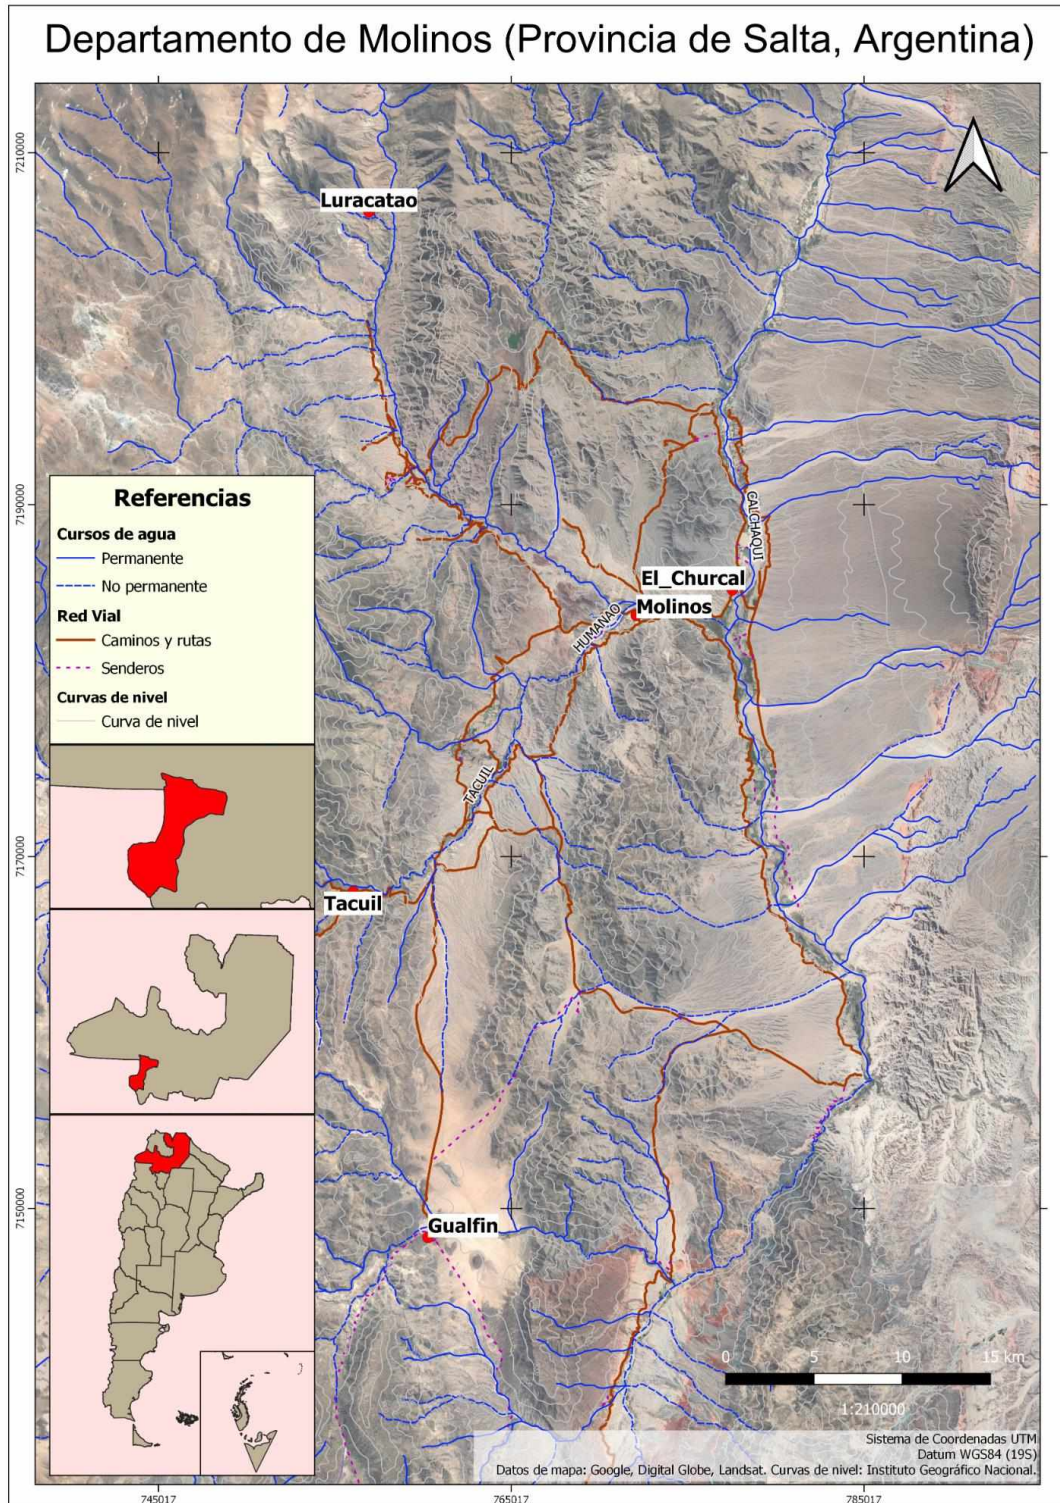 Departamento de Molinos (Provincia de Salta, Argentina)
7210000
Luracatao
7190000
CALCHAQUI
El_Churcal
Molinos
HUMANAO
TACUIL
Referencias
Cursos de agua
Permanente
No permanente
Red Vial
Caminos y rutas
Senderos
Curvas de nivel
Curva de nivel
7170000
Tacuil
7150000
Gualfin
0 5 10 15 km
1:210000
Sistema de Coordenadas UTM
Datum WGS84 (19S)
Datos de mapa: Google, Digital Globe, Landsat. Curvas de nivel: Instituto Geográfico Nacional.
745017 765017 785017